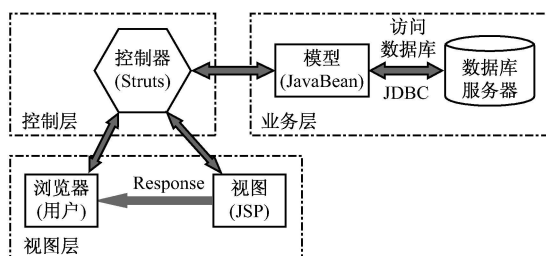 控制器
(Struts)
控制层
模型
(JavaBean)
访问
数据库
JDBC
数据库
服务器
业务层
浏览器
(用户)
Response
视图
(JSP)
视图层